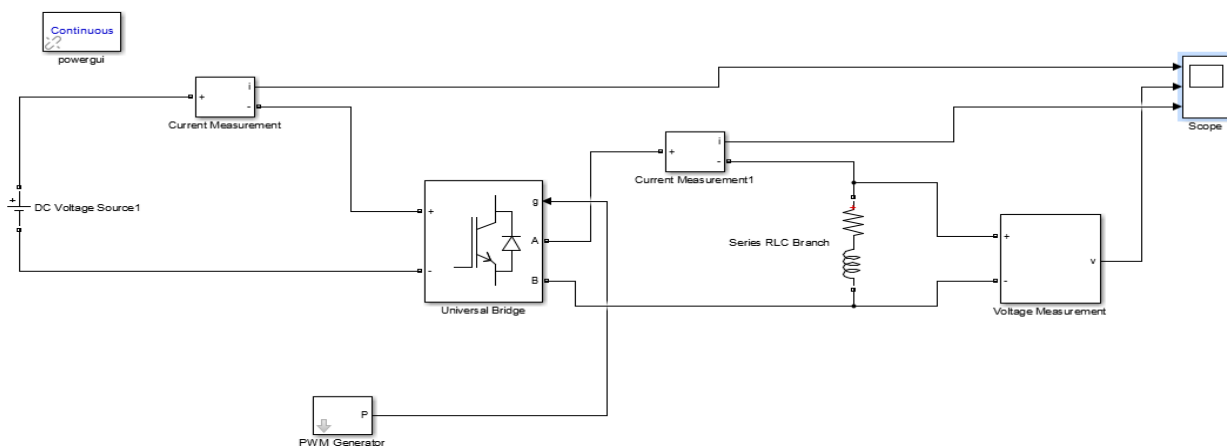 Continuous
powergui
+
i
-
Current Measurement
Scope
+
i
-
Current Measurement1
+
DC Voltage Source1
+
g
A
-
B
Universal Bridge
+
Series RLC Branch
+
v
-
Voltage Measurement
P
PWM Generator